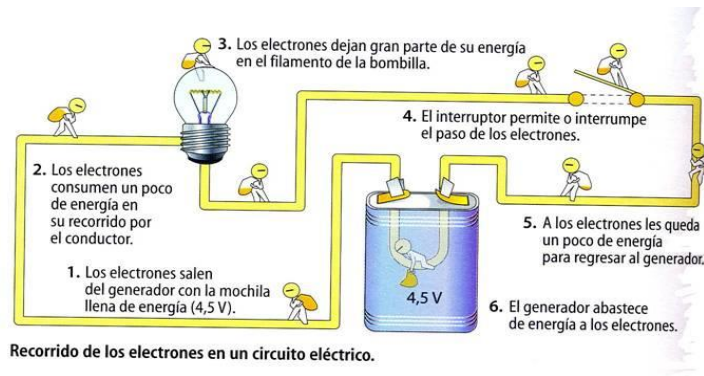 3. Los electrones dejan gran parte de su energía
en el filamento de la bombilla.
4. El interruptor permite o interrumpe
el paso de los electrones.
2. Los electrones
consumen un poco
de energía en
su recorrido por
el conductor.
5. A los electrones les queda
un poco de energía
para regresar al generador.
1. Los electrones salen
del generador con la mochila
llena de energía (4,5 V).
4,5 V
6. El generador abastece
de energía a los electrones.
Recorrido de los electrones en un circuito eléctrico.